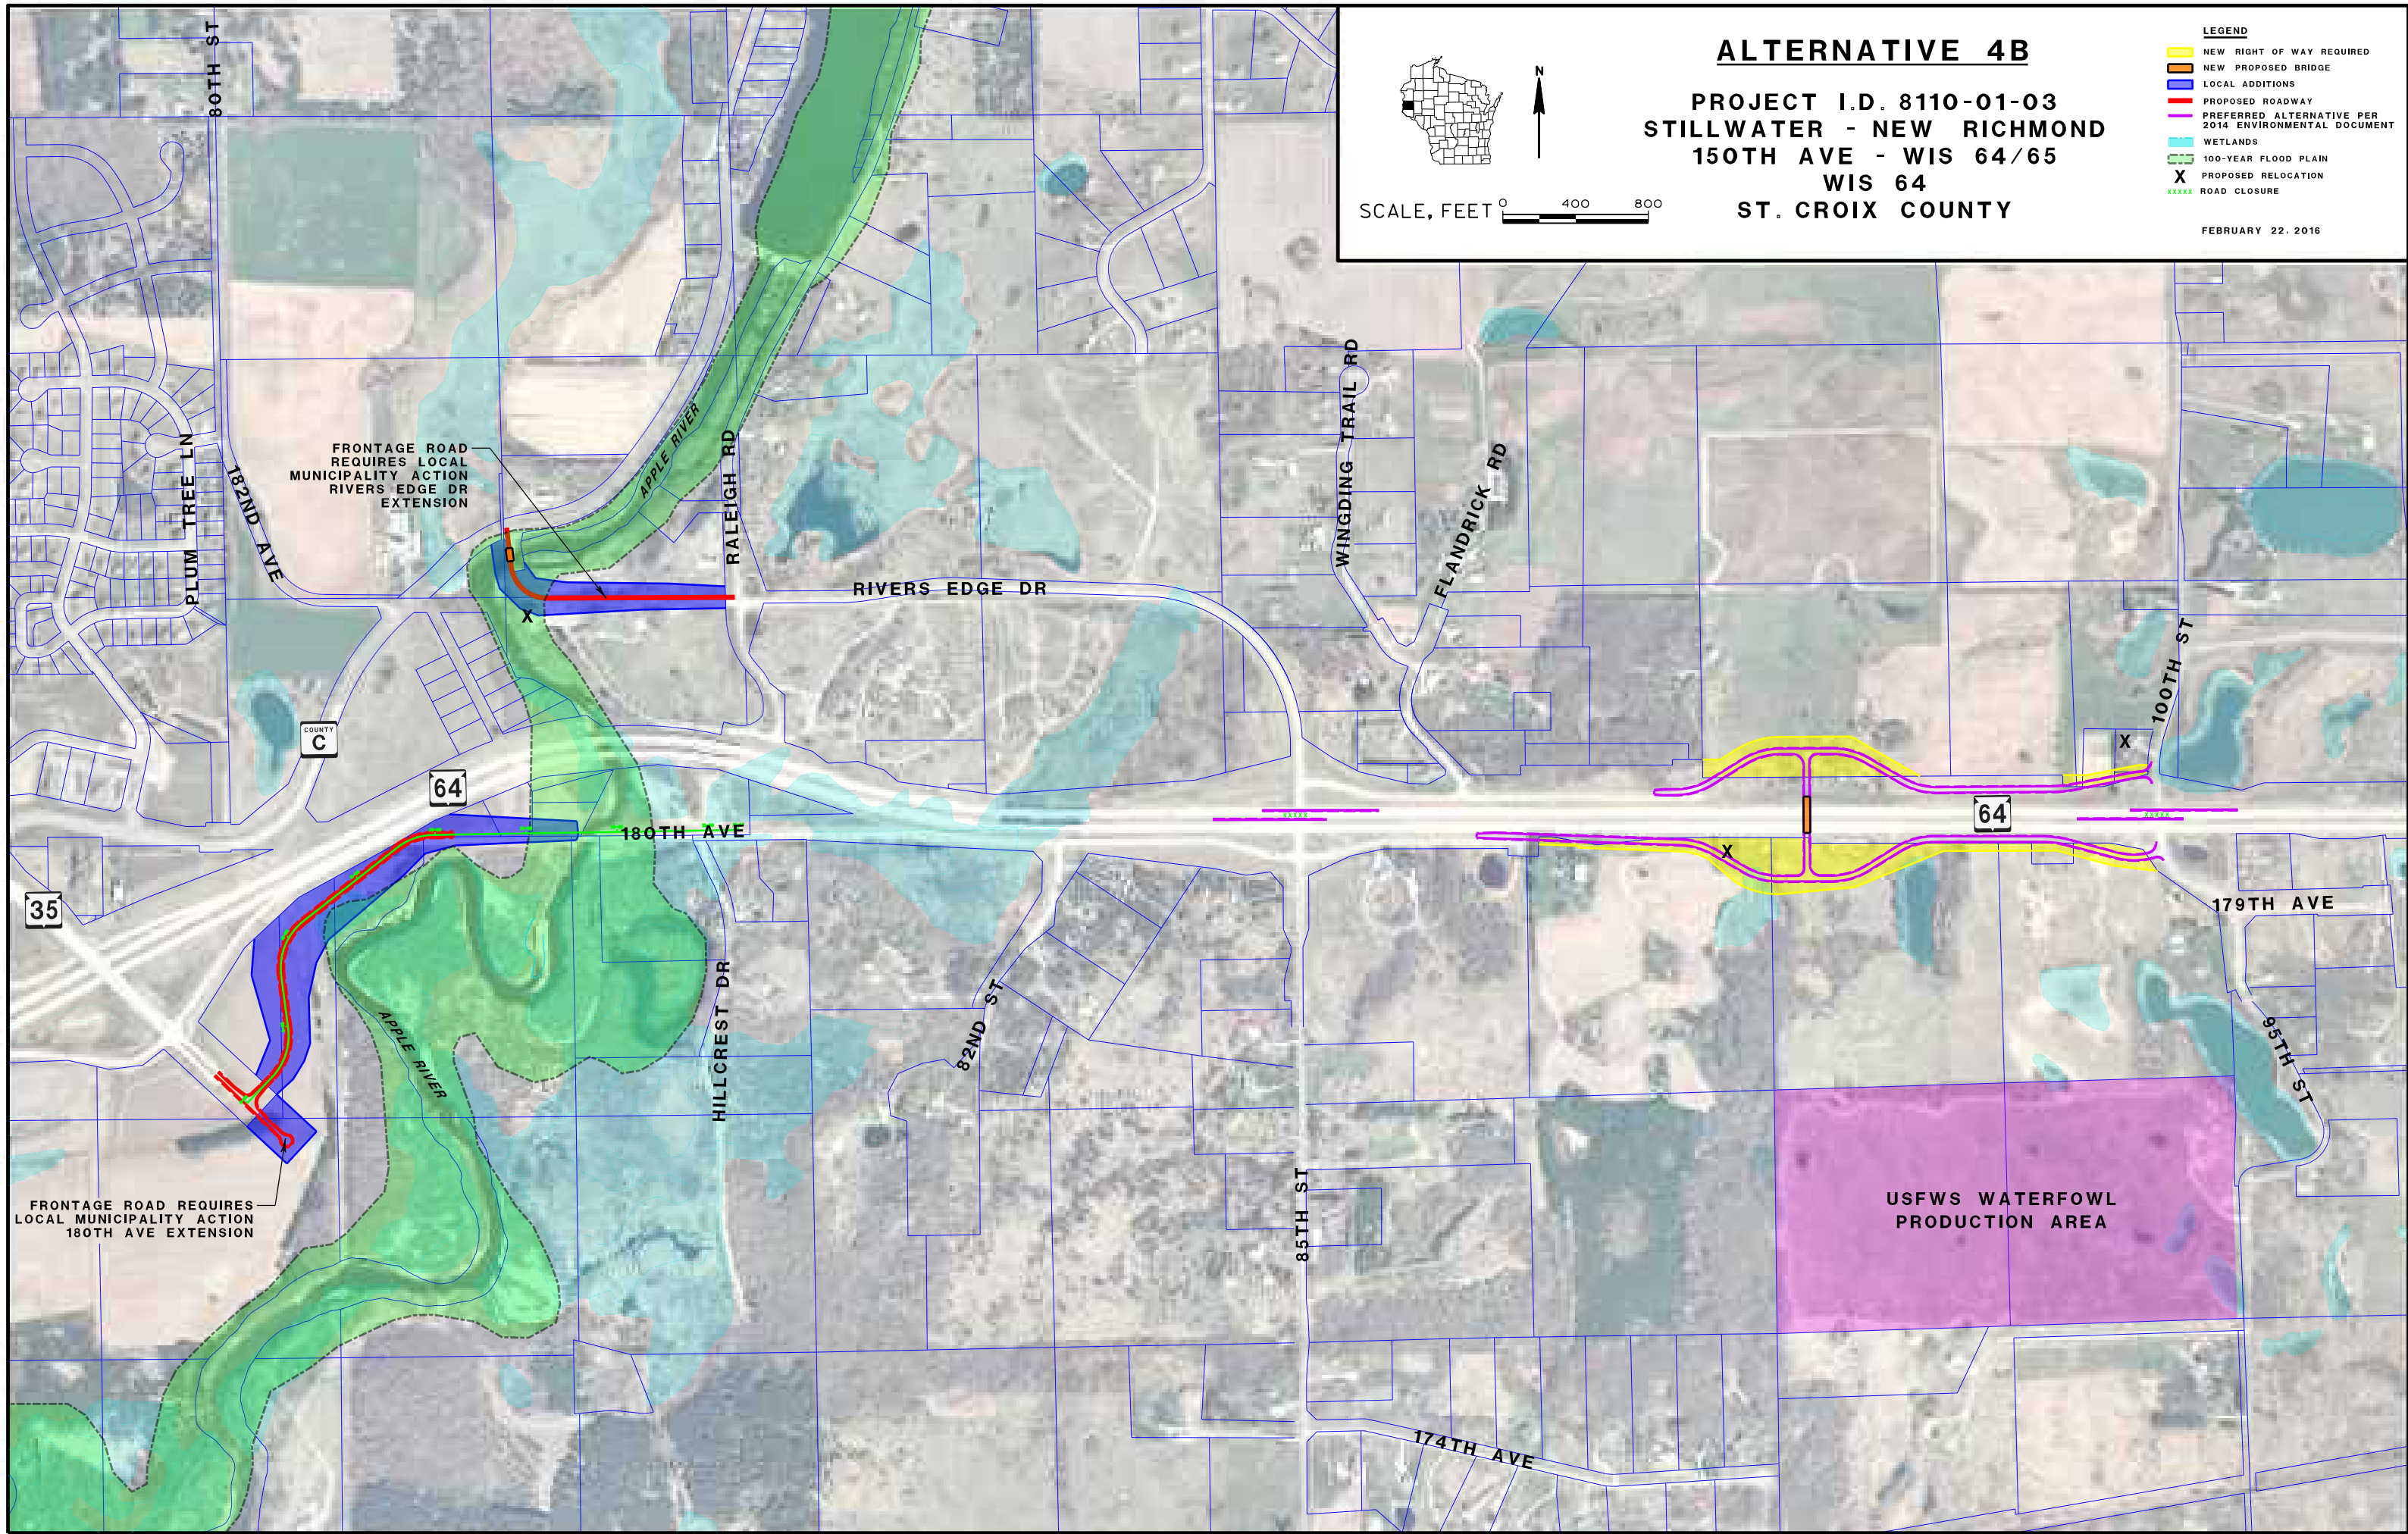 ALTERNATIVE 4B
PROJECT I.D. 8110-01-03
STILLWATER - NEW RICHMOND
150TH AVE - WIS 64/65
WIS 64
ST. CROIX COUNTY
N
SCALE, FEET
0 400 800
LEGEND
NEW RIGHT OF WAY REQUIRED
NEW PROPOSED BRIDGE
LOCAL ADDITIONS
PROPOSED ROADWAY
PREFERRED ALTERNATIVE PER
2014 ENVIRONMENTAL DOCUMENT
WETLANDS
100-YEAR FLOOD PLAIN
X PROPOSED RELOCATION
XXXXX ROAD CLOSURE
FEBRUARY 22, 2016
80TH ST
PLUM TREE LN
182ND AVE
FRONTAGE ROAD
REQUIRES LOCAL
MUNICIPALITY ACTION
RIVERS EDGE DR
EXTENSION
APPLE RIVER
RALEIGH RD
RIVERS EDGE DR
WINGDING TRAIL RD
FLANDRICK RD
100TH ST
X
COUNTY
C
64
180TH AVE
XXXXX
X
64
X
XXXXX
35
179TH AVE
APPLE RIVER
HILLCREST DR
82ND ST
95TH ST
85TH ST
FRONTAGE ROAD REQUIRES
LOCAL MUNICIPALITY ACTION
180TH AVE EXTENSION
USFWS WATERFOWL
PRODUCTION AREA
174TH AVE